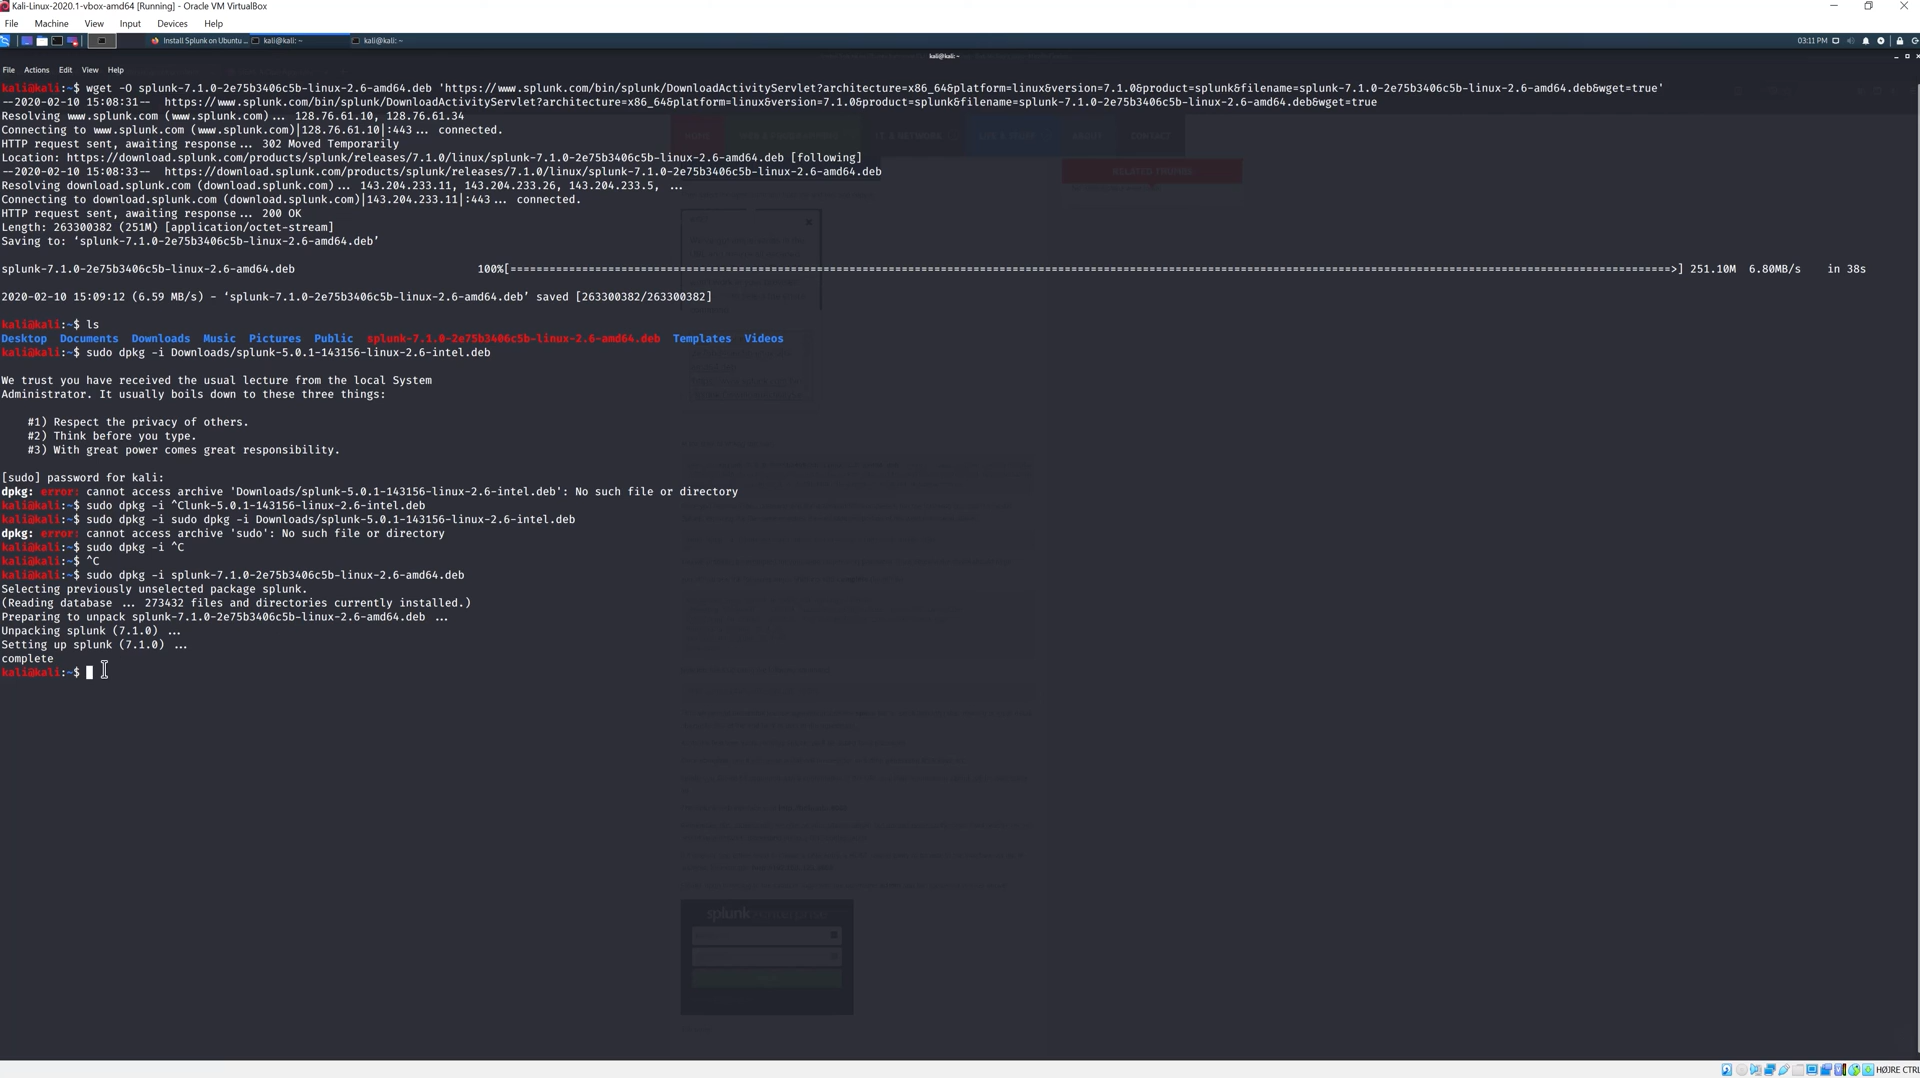 Kali-Linux-2020.1-vbox-amd64 [Running] - Oracle VM VirtualBox
File Machine View Input Devices Help
Install Splunk on Ubuntu ... kali@kali: ~ kali@kali: ~ 03:11 PM
kali@kali: ~
File Actions Edit View Help
kali@kali:~$ wget -O splunk-7.1.0-2e75b3406c5b-linux-2.6-amd64.deb 'https://www.splunk.com/bin/splunk/DownloadActivityServlet?architecture=x86_64&platform=linux&version=7.1.0&product=splunk&filename=splunk-7.1.0-2e75b3406c5b-linux-2.6-amd64.deb&wget=true'
--2020-02-10 15:08:31-- https://www.splunk.com/bin/splunk/DownloadActivityServlet?architecture=x86_64&platform=linux&version=7.1.0&product=splunk&filename=splunk-7.1.0-2e75b3406c5b-linux-2.6-amd64.deb&wget=true
Resolving www.splunk.com (www.splunk.com)... 128.76.61.10, 128.76.61.34
Connecting to www.splunk.com (www.splunk.com)|128.76.61.10|:443... connected.
HTTP request sent, awaiting response... 302 Moved Temporarily
Location: https://download.splunk.com/products/splunk/releases/7.1.0/linux/splunk-7.1.0-2e75b3406c5b-linux-2.6-amd64.deb [following]
--2020-02-10 15:08:33-- https://download.splunk.com/products/splunk/releases/7.1.0/linux/splunk-7.1.0-2e75b3406c5b-linux-2.6-amd64.deb
Resolving download.splunk.com (download.splunk.com)... 143.204.233.11, 143.204.233.26, 143.204.233.5, ...
Connecting to download.splunk.com (download.splunk.com)|143.204.233.11|:443... connected.
HTTP request sent, awaiting response... 200 OK
Length: 263300382 (251M) [application/octet-stream]
Saving to: ‘splunk-7.1.0-2e75b3406c5b-linux-2.6-amd64.deb’
splunk-7.1.0-2e75b3406c5b-linux-2.6-amd64.deb 100%[==================================================>] 251.10M 6.80MB/s in 38s
2020-02-10 15:09:12 (6.59 MB/s) - ‘splunk-7.1.0-2e75b3406c5b-linux-2.6-amd64.deb’ saved [263300382/263300382]
kali@kali:~$ ls
Desktop Documents Downloads Music Pictures Public splunk-7.1.0-2e75b3406c5b-linux-2.6-amd64.deb Templates Videos
kali@kali:~$ sudo dpkg -i Downloads/splunk-5.0.1-143156-linux-2.6-intel.deb
We trust you have received the usual lecture from the local System
Administrator. It usually boils down to these three things:
#1) Respect the privacy of others.
#2) Think before you type.
#3) With great power comes great responsibility.
[sudo] password for kali:
dpkg: error: cannot access archive 'Downloads/splunk-5.0.1-143156-linux-2.6-intel.deb': No such file or directory
kali@kali:~$ sudo dpkg -i ^Clunk-5.0.1-143156-linux-2.6-intel.deb
kali@kali:~$ sudo dpkg -i sudo dpkg -i Downloads/splunk-5.0.1-143156-linux-2.6-intel.deb
dpkg: error: cannot access archive 'sudo': No such file or directory
kali@kali:~$ sudo dpkg -i ^C
kali@kali:~$ ^C
kali@kali:~$ sudo dpkg -i splunk-7.1.0-2e75b3406c5b-linux-2.6-amd64.deb
Selecting previously unselected package splunk.
(Reading database ... 273432 files and directories currently installed.)
Preparing to unpack splunk-7.1.0-2e75b3406c5b-linux-2.6-amd64.deb ...
Unpacking splunk (7.1.0) ...
Setting up splunk (7.1.0) ...
complete
kali@kali:~$
splunk
HØJRE CTRL